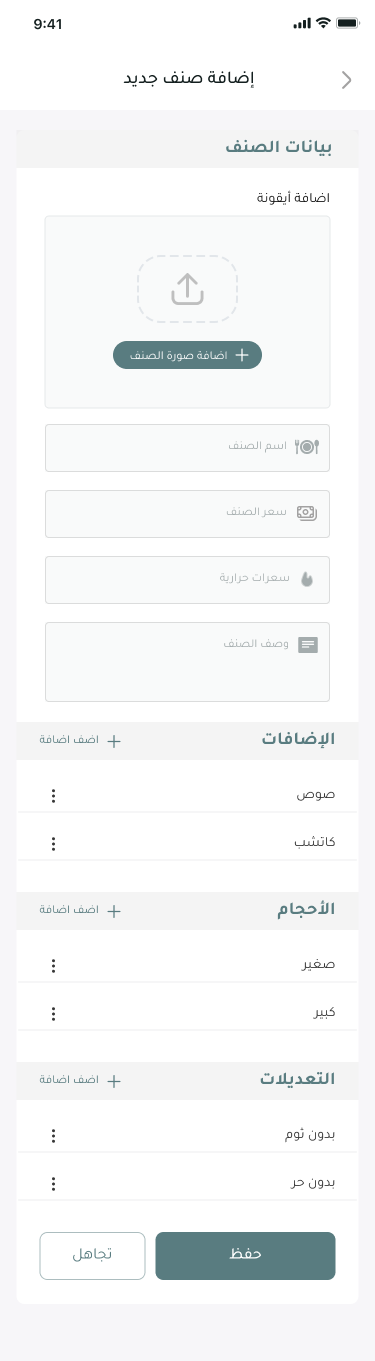 9:41
إضافة صنف جديد
بيانات الصنف
اضافة أيقونة
اضافة صورة الصنف
اسم الصنف
سعر الصنف
سعرات حرارية
وصف الصنف
الإضافات
اضف اضافة
صوص
كاتشب
الأحجام
اضف اضافة
صغير
كبير
التعديلات
اضف اضافة
بدون ثوم
بدون حر
حفظ
تجاهل